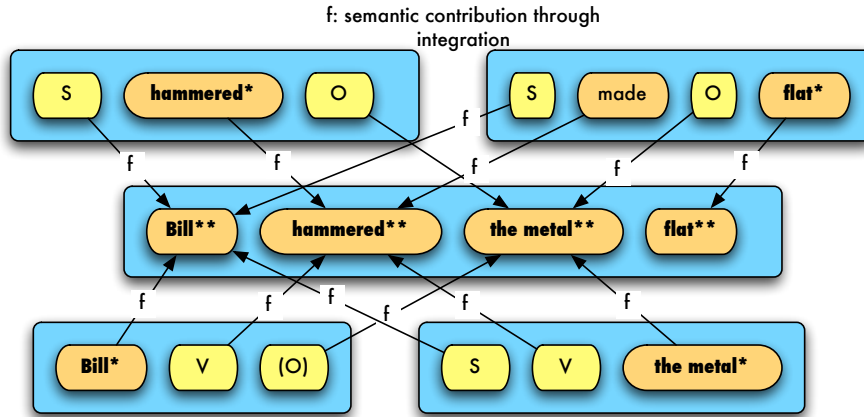 f: semantic contribution through
integration
S hammered* O
S made O flat*
f
f f f f f
Bill** hammered** the metal** flat**
f f f f f f
Bill* V (O)
S V the metal*